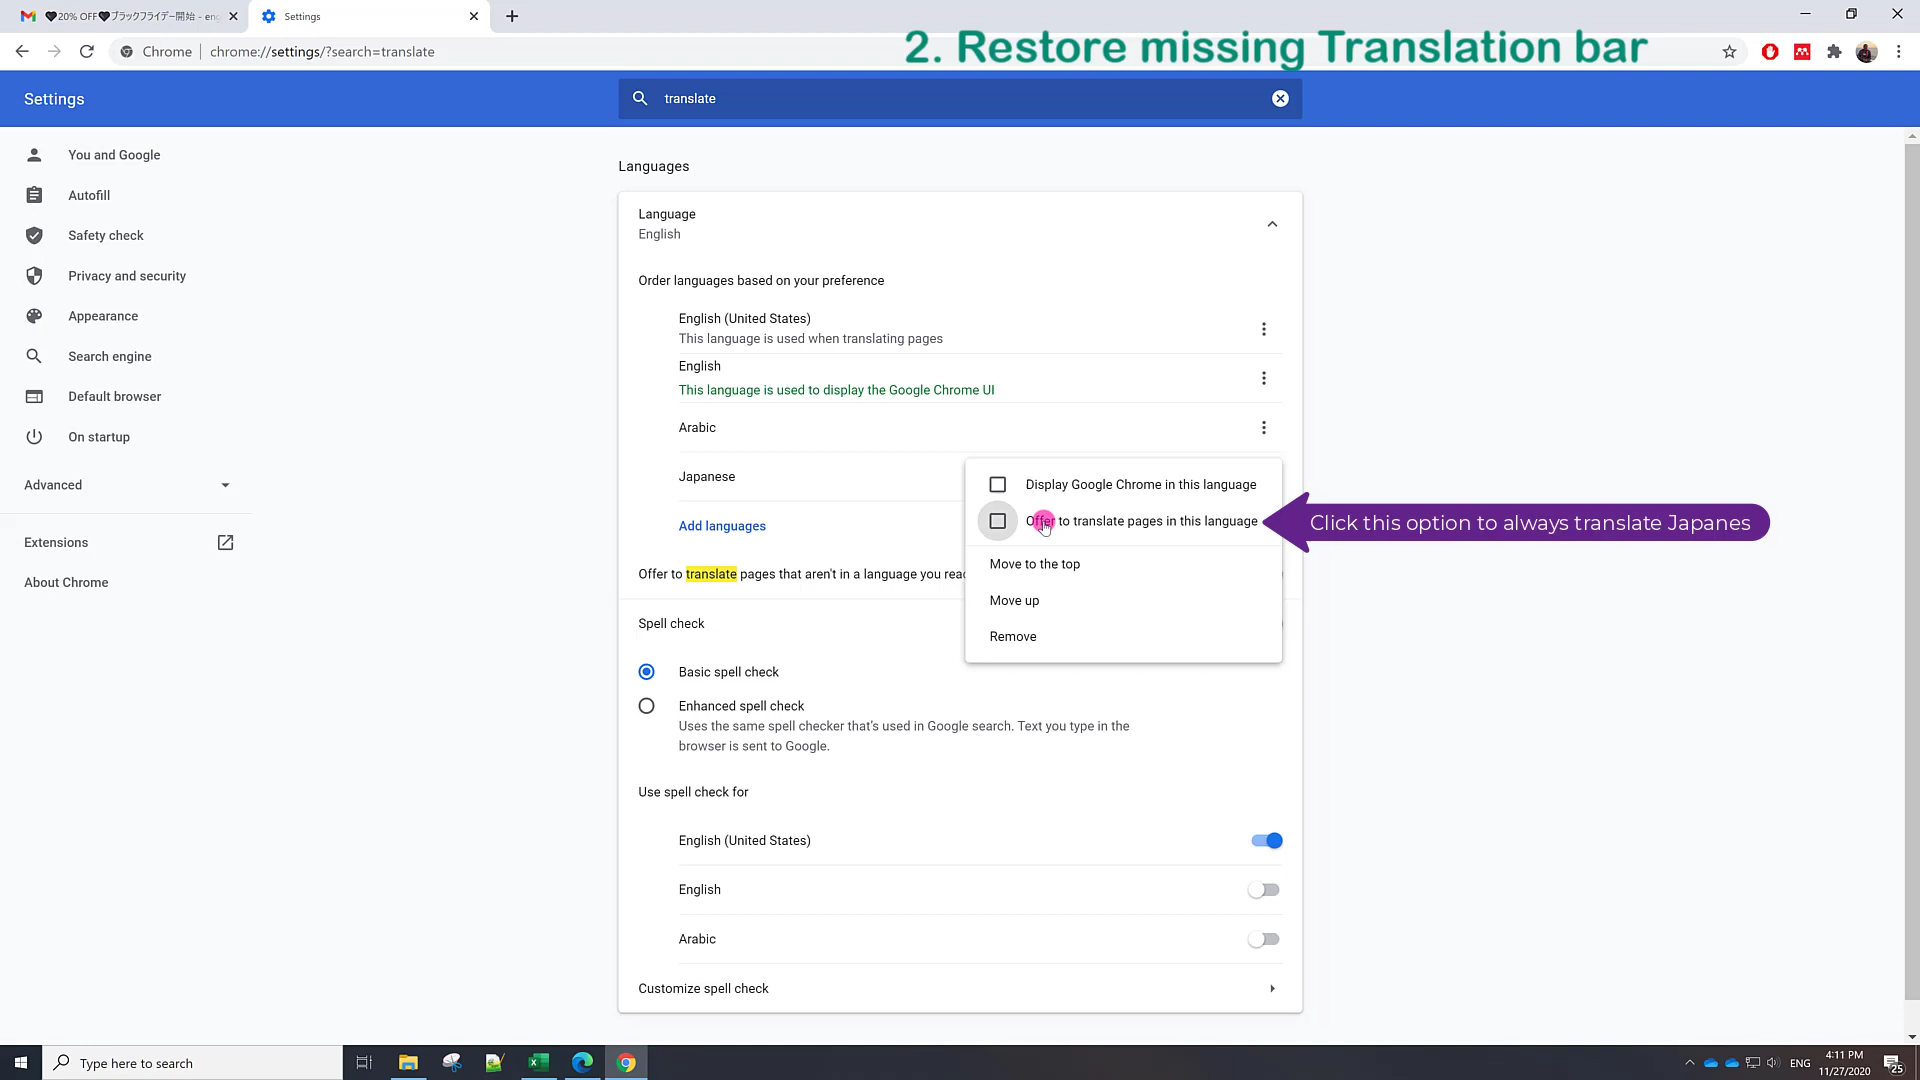 🖤20% OFF🖤ブラックフライデー開始 - eng
Settings
Chrome
chrome://settings/?search=translate
2. Restore missing Translation bar
Settings
translate
You and Google
Autofill
Safety check
Privacy and security
Appearance
Search engine
Default browser
On startup
Advanced
Extensions
About Chrome
Languages
Language
English
Order languages based on your preference
English (United States)
This language is used when translating pages
English
This language is used to display the Google Chrome UI
Arabic
Japanese
Add languages
Display Google Chrome in this language
Offer to translate pages in this language
Move to the top
Move up
Remove
Click this option to always translate Japanes
Offer to translate pages that aren't in a language you read
Spell check
Basic spell check
Enhanced spell check
Uses the same spell checker that's used in Google search. Text you type in the
browser is sent to Google.
Use spell check for
English (United States)
English
Arabic
Customize spell check
Type here to search
ENG
4:11 PM
11/27/2020
25